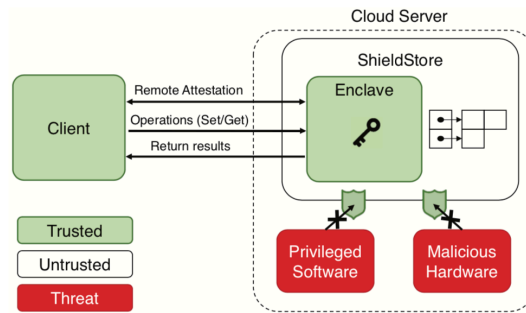 Cloud Server
ShieldStore
Client
Remote Attestation
Operations (Set/Get)
Return results
Enclave
Trusted
Untrusted
Threat
Privileged
Software
Malicious
Hardware